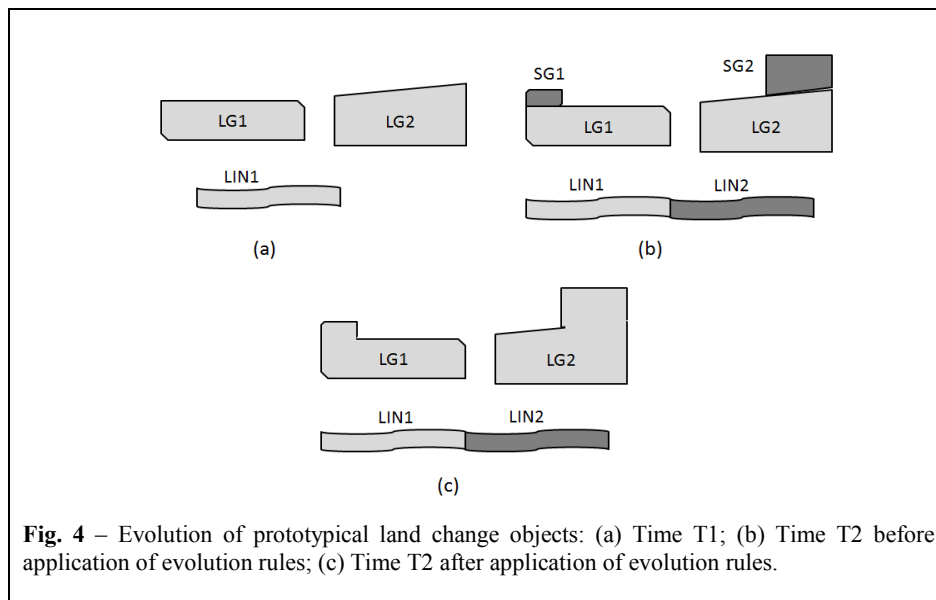 SG1
SG2
LG1
LG2
LG1
LG2
LIN1
LIN1
LIN2
(a)
(b)
LG1
LG2
LIN1
LIN2
(c)
Fig. 4 – Evolution of prototypical land change objects: (a) Time T1; (b) Time T2 before
application of evolution rules; (c) Time T2 after application of evolution rules.